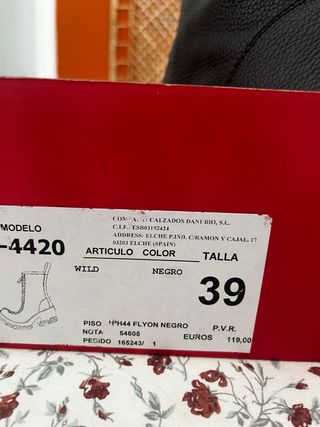 CALZADOS DANUBIO, S.L.
C.I.F. ESB03192424
ADDRESS: ELCHE P.IND. C/RAMON Y CAJAL, 17
03203 ELCHE (SPAIN)
MODELO
-4420
ARTICULO COLOR TALLA
WILD NEGRO 39
PISO H44 FLYON NEGRO P.V.R.
NOTA 54605 EUROS 119,00
PEDIDO 165243/ 1